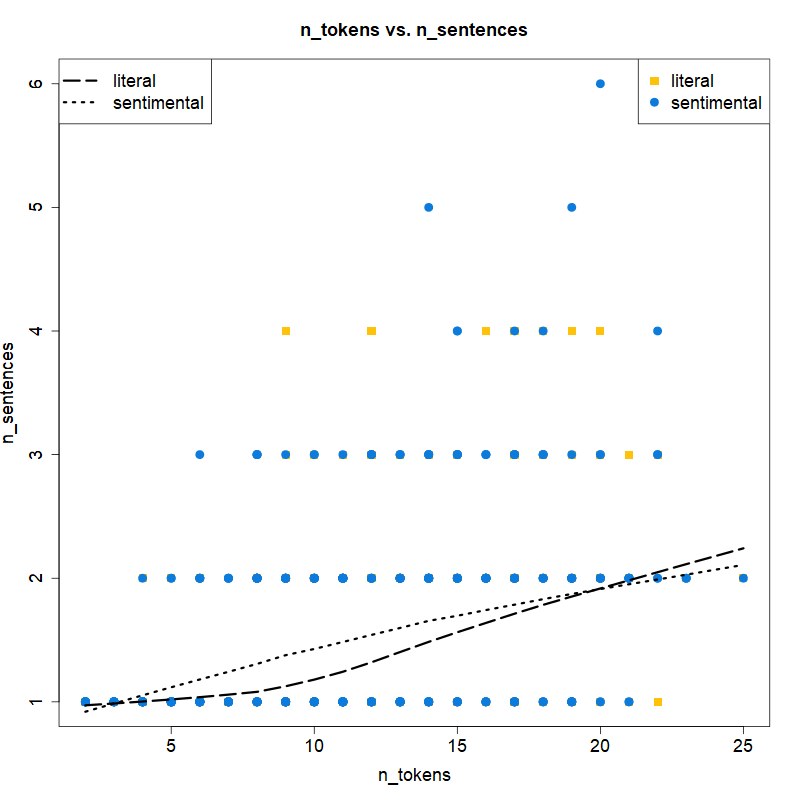 n_tokens vs. n_sentences
literal
sentimental
literal
sentimental
n_sentences
6
5
4
3
2
1
5 10 15 20 25
n_tokens